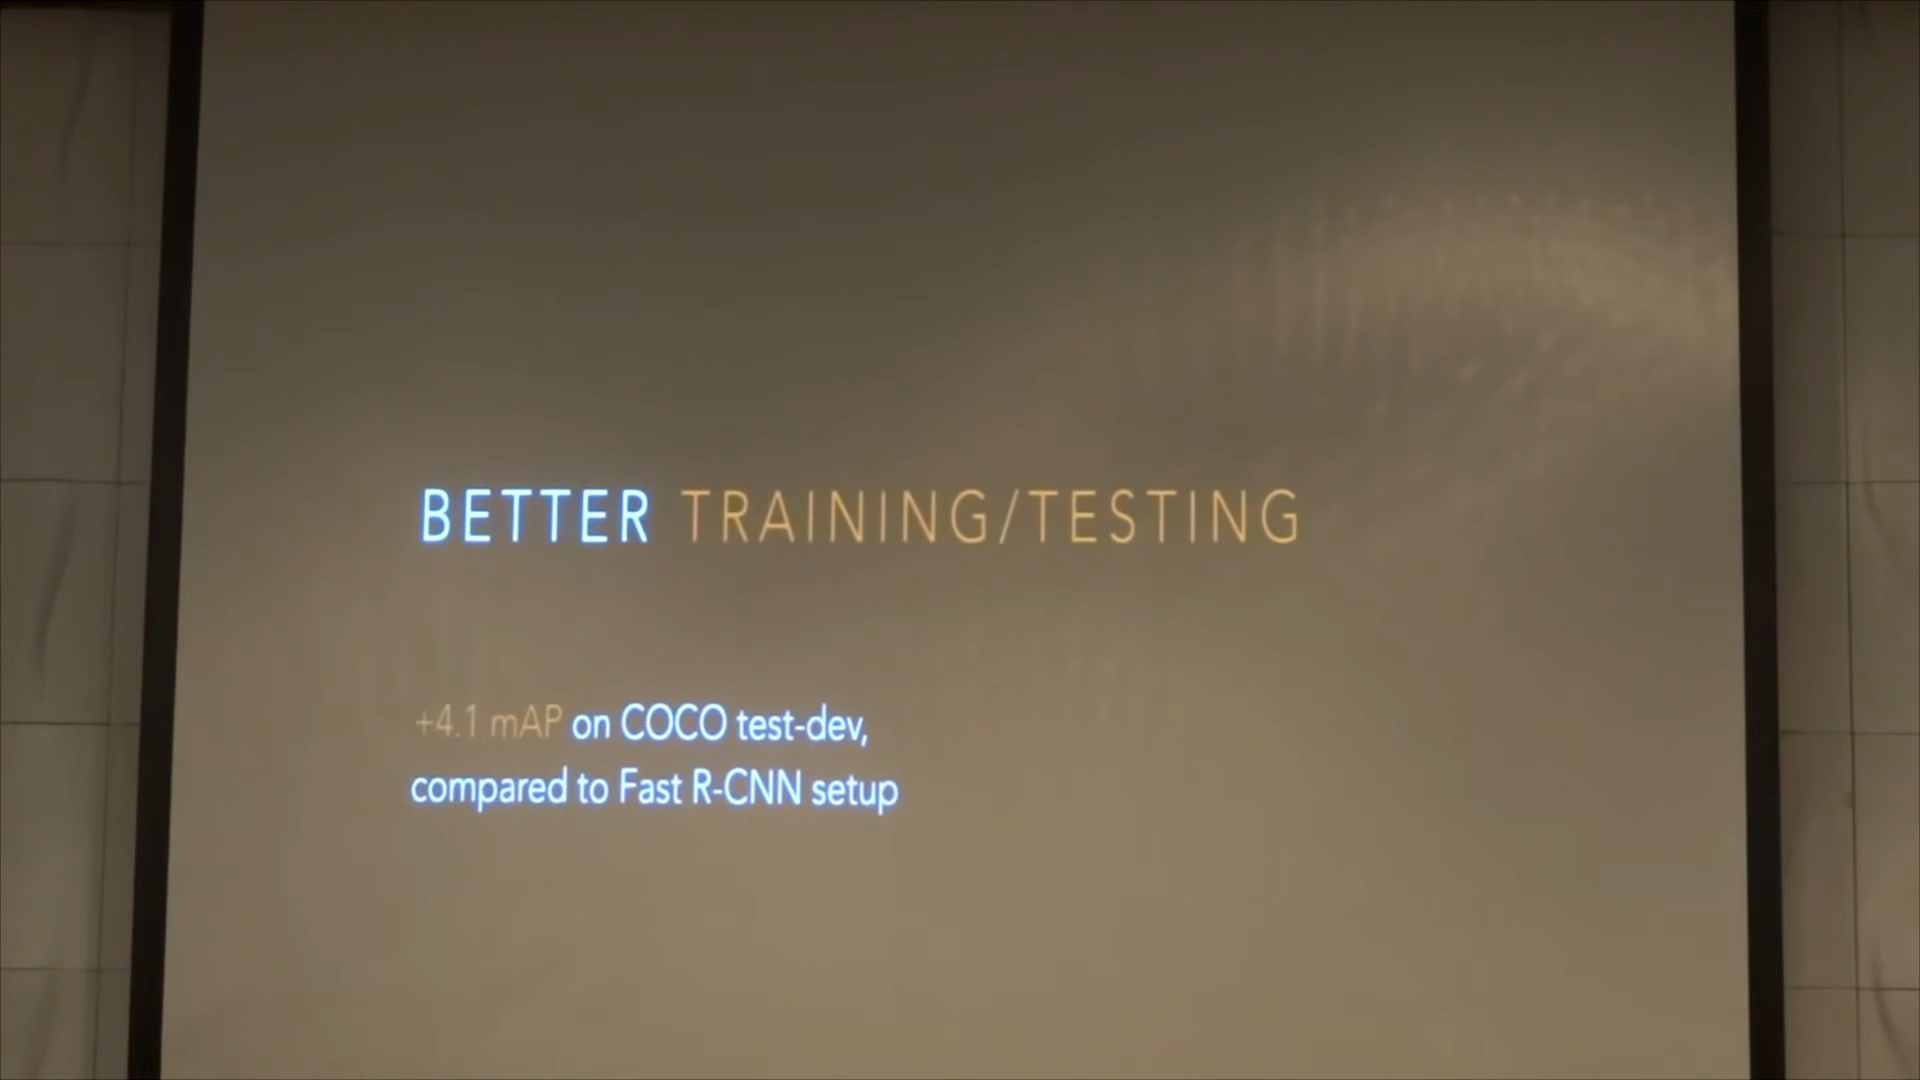 BETTER TRAINING/TESTING
+4.1 mAP on COCO test-dev,
compared to Fast R-CNN setup